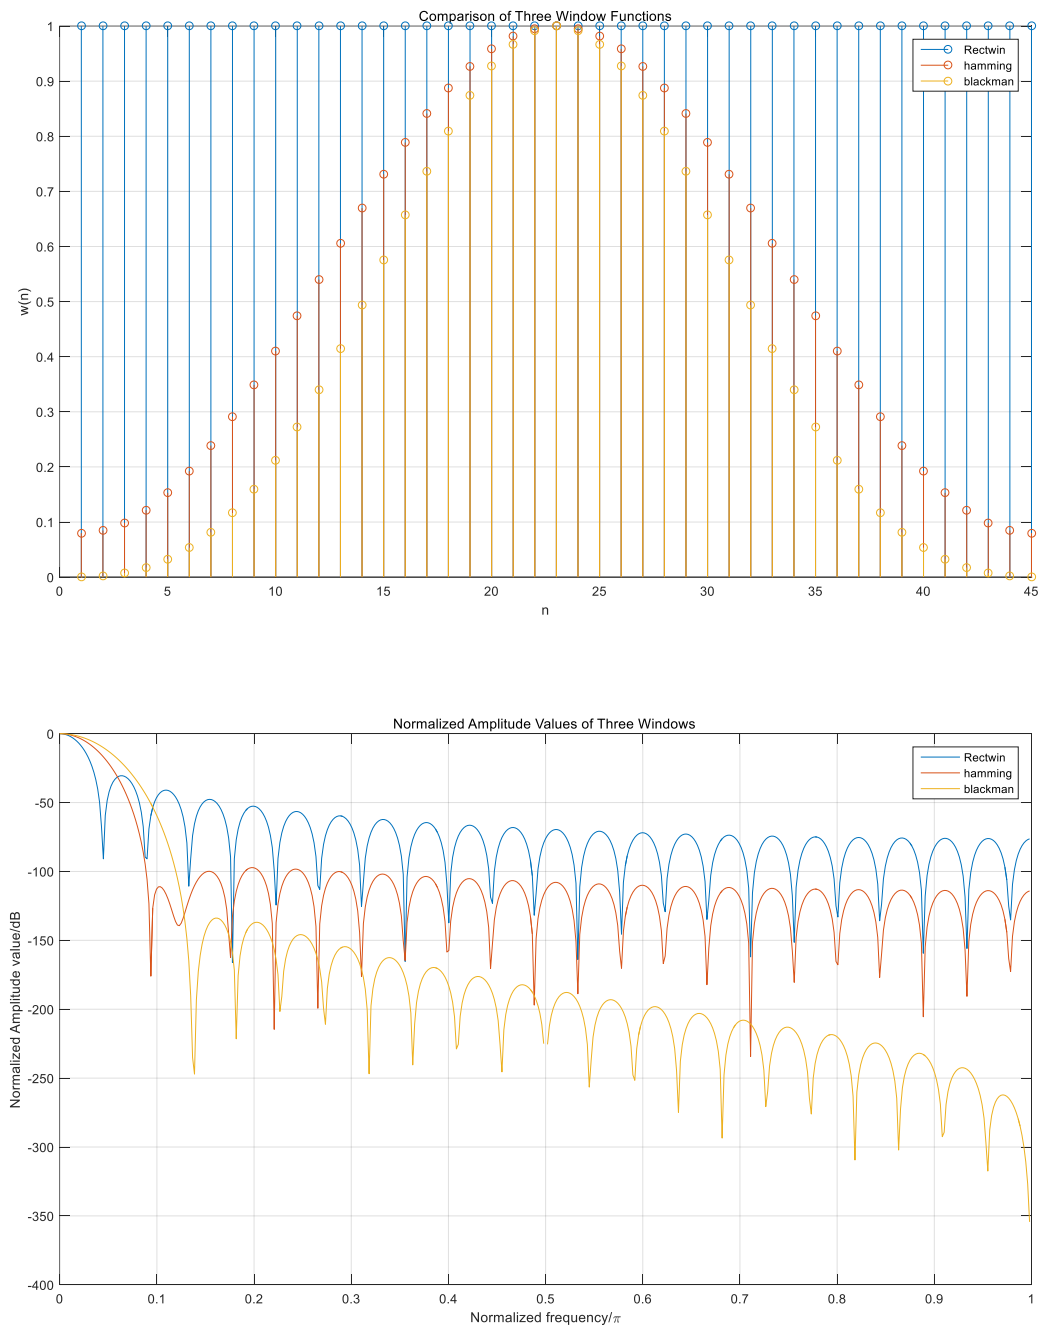 Comparison of Three Window Functions
1
0.9
0.8
0.7
0.6
0.5
0.4
0.3
0.2
0.1
0
w(n)
Rectwin
hamming
blackman
0 5 10 15 20 25 30 35 40 45
n
Normalized Amplitude Values of Three Windows
0
-50
-100
-150
-200
-250
-300
-350
-400
Normalized Amplitude value/dB
Rectwin
hamming
blackman
0 0.1 0.2 0.3 0.4 0.5 0.6 0.7 0.8 0.9 1
Normalized frequency/π